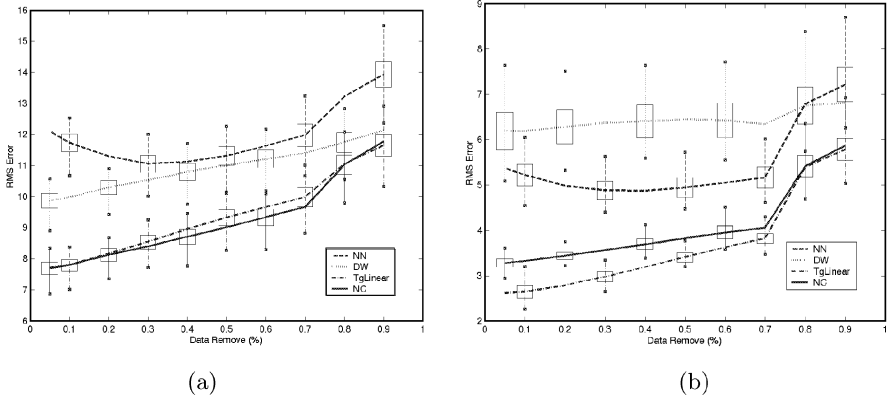 16
15
14
13
12
11
10
9
8
7
6
RMS Error
0 0.1 0.2 0.3 0.4 0.5 0.6 0.7 0.8 0.9 1
Data Remove (%)
NN
DW
TgLinear
NC
(a)
9
8
7
6
5
4
3
2
RMS Error
0 0.1 0.2 0.3 0.4 0.5 0.6 0.7 0.8 0.9 1
Data Remove (%)
NN
DW
TgLinear
NC
(b)